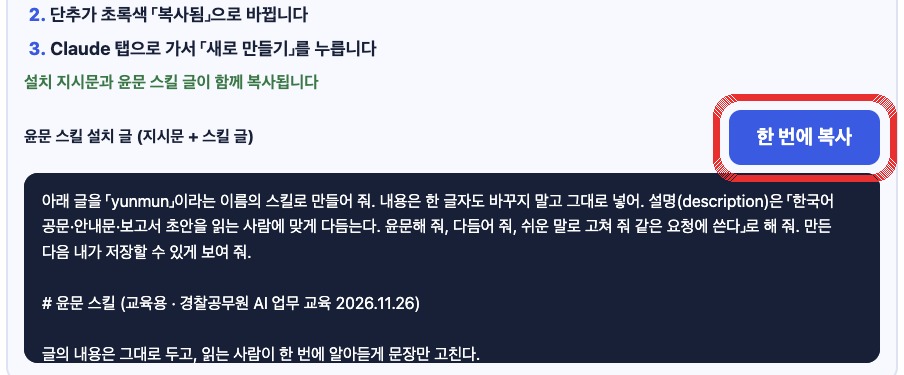 2. 단추가 초록색 「복사됨」으로 바뀝니다
3. Claude 탭으로 가서 「새로 만들기」를 누릅니다
설치 지시문과 윤문 스킬 글이 함께 복사됩니다
윤문 스킬 설치 글 (지시문 + 스킬 글)
한 번에 복사
아래 글을 「yunmun」이라는 이름의 스킬로 만들어 줘. 내용은 한 글자도 바꾸지 말고 그대로 넣어. 설명(description)은 「한국어
공문·안내문·보고서 초안을 읽는 사람에 맞게 다듬는다. 윤문해 줘, 다듬어 줘, 쉬운 말로 고쳐 줘 같은 요청에 쓴다」로 해 줘. 만든
다음 내가 저장할 수 있게 보여 줘.
# 윤문 스킬 (교육용 · 경찰공무원 AI 업무 교육 2026.11.26)
글의 내용은 그대로 두고, 읽는 사람이 한 번에 알아듣게 문장만 고친다.